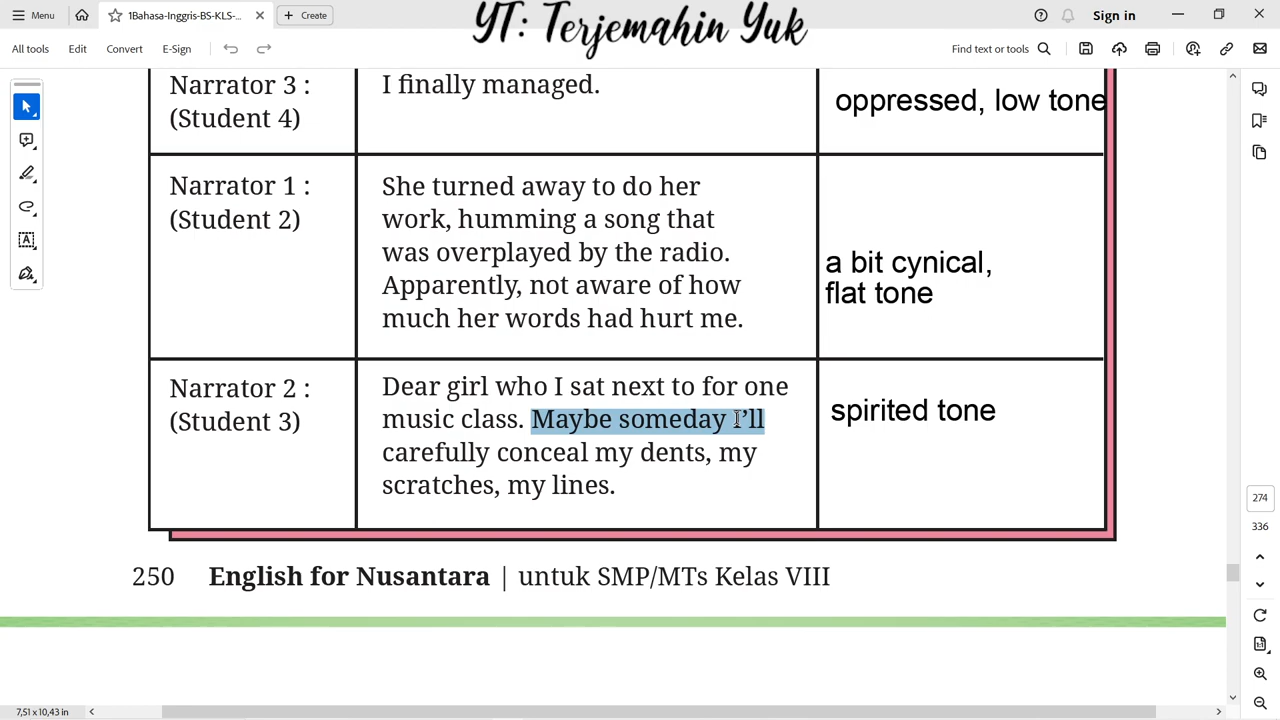 Menu
1Bahasa-Inggris-BS-KLS-...
Create
YT: Terjemahin Yuk
Sign in
All tools
Edit
Convert
E-Sign
Find text or tools
Narrator 3 :
(Student 4)
I finally managed.
oppressed, low tone
Narrator 1 :
(Student 2)
She turned away to do her
work, humming a song that
was overplayed by the radio.
Apparently, not aware of how
much her words had hurt me.
a bit cynical,
flat tone
Narrator 2 :
(Student 3)
Dear girl who I sat next to for one
music class. Maybe someday I’ll
carefully conceal my dents, my
scratches, my lines.
spirited tone
250 English for Nusantara | untuk SMP/MTs Kelas VIII
274
336
7,51 x 10,43 in